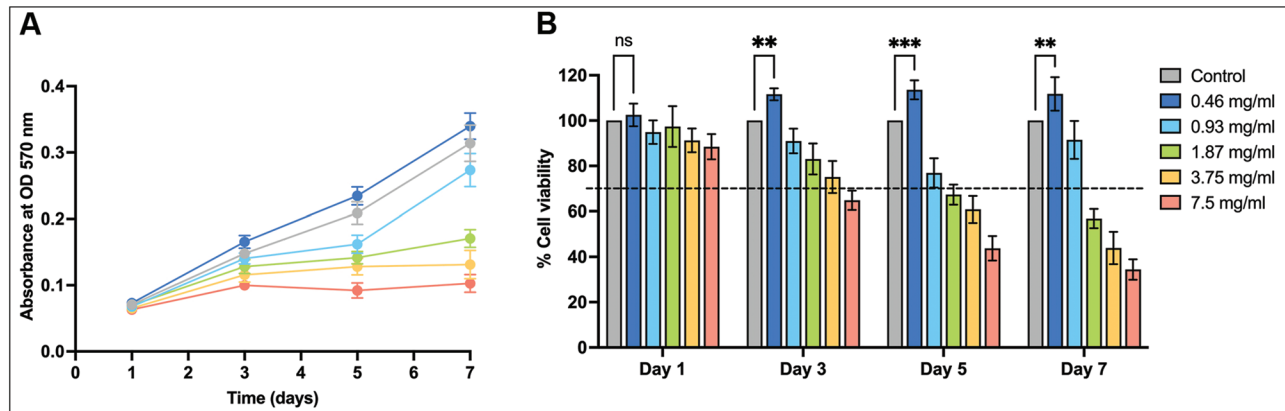 A
Absorbance at OD 570 nm
0.4
0.3
0.2
0.1
0.0
0 1 2 3 4 5 6 7
Time (days)
B
ns ** *** **
% Cell viability
120
100
80
60
40
20
0
Day 1 Day 3 Day 5 Day 7
Control
0.46 mg/ml
0.93 mg/ml
1.87 mg/ml
3.75 mg/ml
7.5 mg/ml